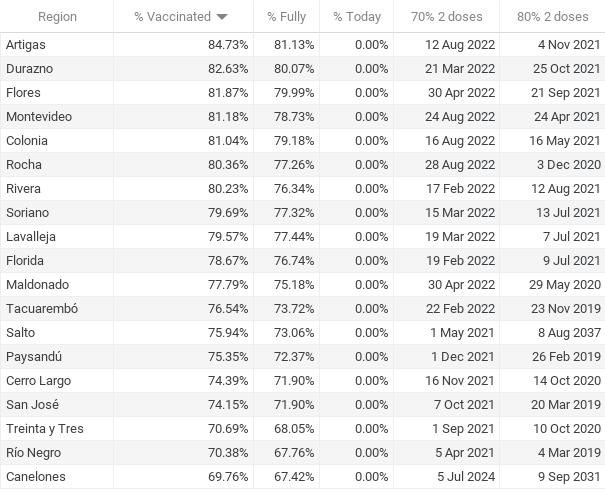 Region % Vaccinated % Fully % Today 70% 2 doses 80% 2 doses
Artigas 84.73% 81.13% 0.00% 12 Aug 2022 4 Nov 2021
Durazno 82.63% 80.07% 0.00% 21 Mar 2022 25 Oct 2021
Flores 81.87% 79.99% 0.00% 30 Apr 2022 21 Sep 2021
Montevideo 81.18% 78.73% 0.00% 24 Aug 2022 24 Apr 2021
Colonia 81.04% 79.18% 0.00% 16 Aug 2022 16 May 2021
Rocha 80.36% 77.26% 0.00% 28 Aug 2022 3 Dec 2020
Rivera 80.23% 76.34% 0.00% 17 Feb 2022 12 Aug 2021
Soriano 79.69% 77.32% 0.00% 15 Mar 2022 13 Jul 2021
Lavalleja 79.57% 77.44% 0.00% 19 Mar 2022 7 Jul 2021
Florida 78.67% 76.74% 0.00% 19 Feb 2022 9 Jul 2021
Maldonado 77.79% 75.18% 0.00% 30 Apr 2022 29 May 2020
Tacuarembó 76.54% 73.72% 0.00% 22 Feb 2022 23 Nov 2019
Salto 75.94% 73.06% 0.00% 1 May 2021 8 Aug 2037
Paysandú 75.35% 72.37% 0.00% 1 Dec 2021 26 Feb 2019
Cerro Largo 74.39% 71.90% 0.00% 16 Nov 2021 14 Oct 2020
San José 74.15% 71.90% 0.00% 7 Oct 2021 20 Mar 2019
Treinta y Tres 70.69% 68.05% 0.00% 1 Sep 2021 10 Oct 2020
Río Negro 70.38% 67.76% 0.00% 5 Apr 2021 4 Mar 2019
Canelones 69.76% 67.42% 0.00% 5 Jul 2024 9 Sep 2031